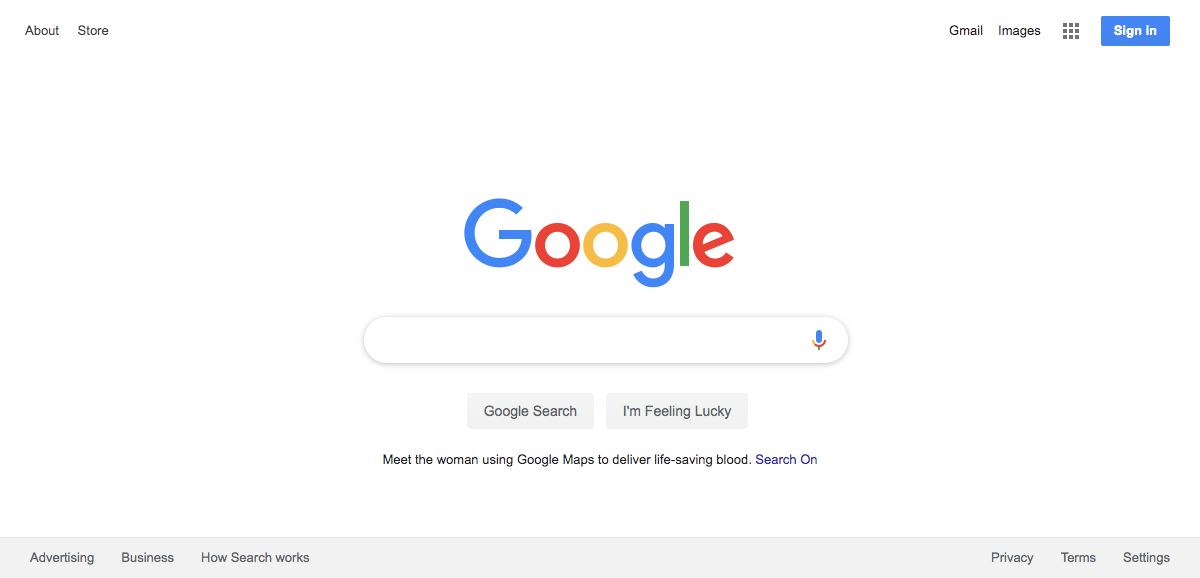 About Store Gmail Images Sign in
Google
Google Search I'm Feeling Lucky
Meet the woman using Google Maps to deliver life-saving blood. Search On
Advertising Business How Search works Privacy Terms Settings